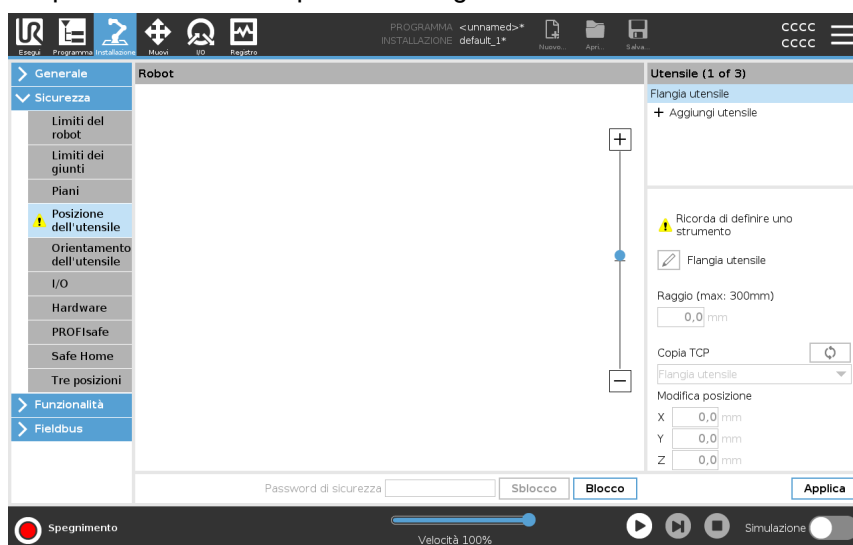 PROGRAMMA <unnamed>*
INSTALLAZIONE default_1*
Esegui
Programma
Installazione
Muovi
I/O
Registro
Nuovo...
Apri...
Salva...
cccc
cccc
Generale
Sicurezza
Limiti del
robot
Limiti dei
giunti
Piani
Posizione
dell'utensile
Orientamento
dell'utensile
I/O
Hardware
PROFIsafe
Safe Home
Tre posizioni
Funzionalità
Fieldbus
Robot
Utensile (1 of 3)
Flangia utensile
Aggiungi utensile
Ricorda di definire uno
strumento
Flangia utensile
Raggio (max: 300mm)
0,0 mm
Copia TCP
Flangia utensile
Modifica posizione
X 0,0 mm
Y 0,0 mm
Z 0,0 mm
Password di sicurezza
Sblocco
Blocco
Applica
Spegnimento
Velocità 100%
Simulazione